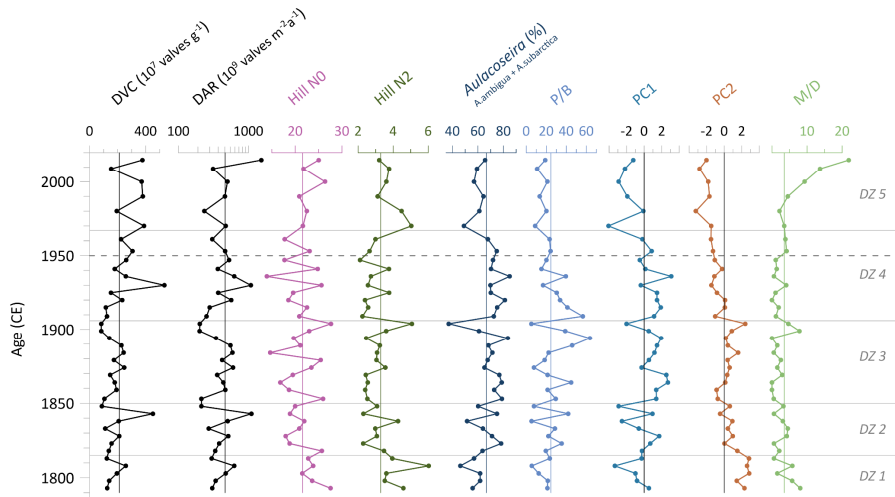 DVC (10⁷ valves g⁻¹)
DAR (10⁹ valves m⁻²a⁻¹)
Hill N0
Hill N2
Aulacoseira (%)
A.ambigua + A.subarctica
P/B
PC1
PC2
M/D
0 400 100 1000 20 30 2 4 6 40 60 80 0 20 40 60 -2 0 2 -2 0 2 0 10 20
2000
DZ 5
1950
DZ 4
1900
DZ 3
1850
DZ 2
1800
DZ 1
Age (CE)